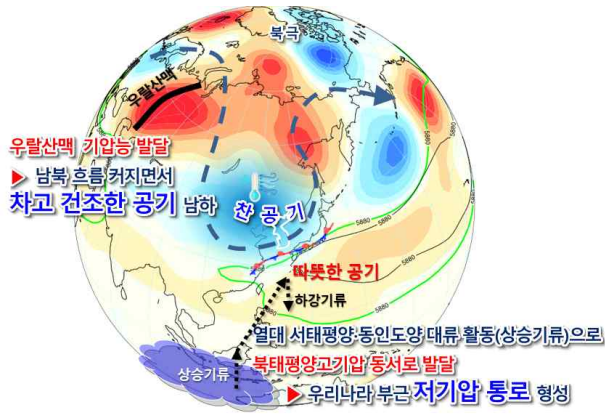 북극
우랄산맥
우랄산맥 기압능 발달
▶ 남북 흐름 커지면서
차고 건조한 공기 남하
찬 공기
5880
5880
5880
5880
따뜻한 공기
하강기류
열대 서태평양·동인도양 대류 활동(상승기류)으로
북태평양고기압 동서로 발달
상승기류
▶ 우리나라 부근 저기압 통로 형성